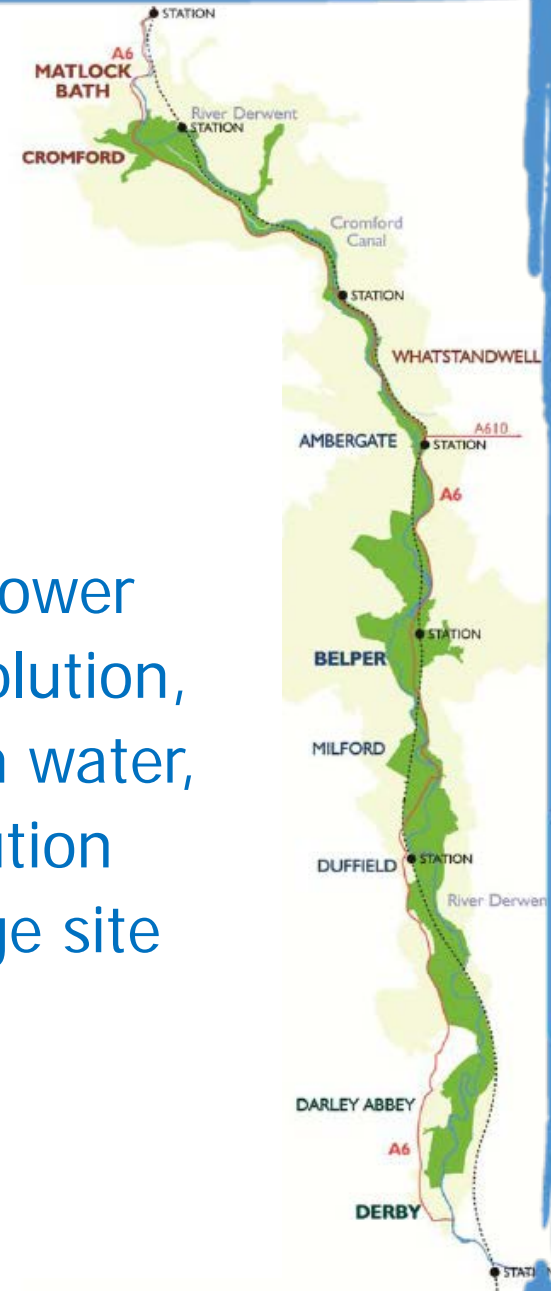 STATION
A6
MATLOCK
BATH
River Derwent
STATION
CROMFORD
Cromford
Canal
STATION
WHATSTANDWELL
A610
AMBERGATE
STATION
A6
ower
olution,
STATION
BELPER
water,
MILFORD
ution
STATION
DUFFIELD
River Derwen
ge site
DARLEY ABBEY
A6
DERBY
STATI